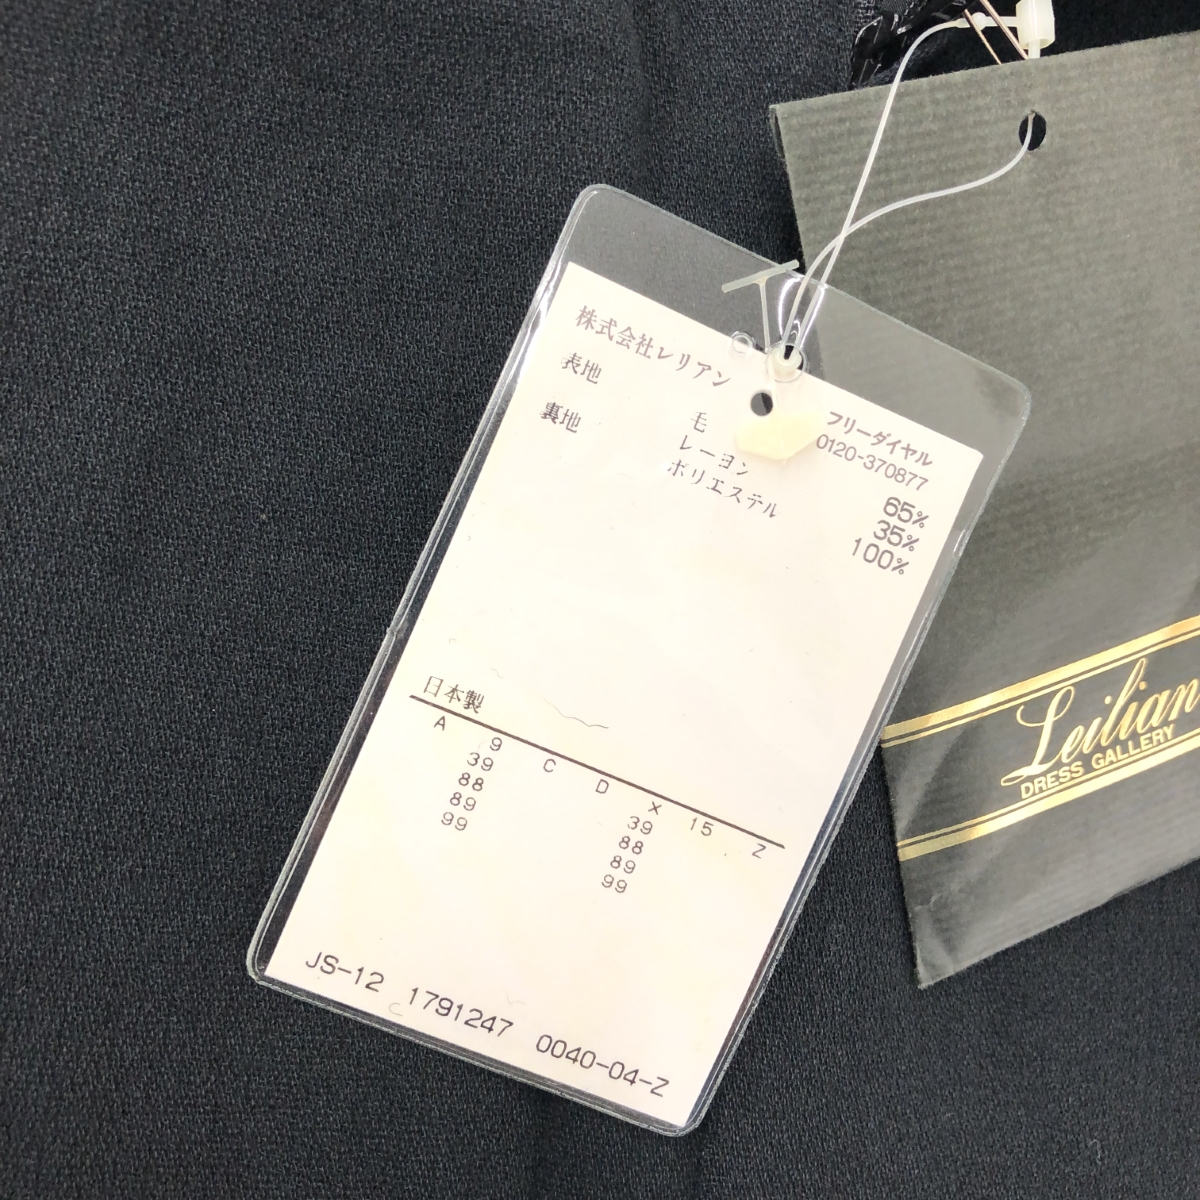 株式会社レリアン
フリーダイヤル
0120-370877
表地
毛 65%
レーヨン 35%
裏地
ポリエステル 100%
日本製
A 9 C D X 15 Z
39 39
88 88
89 89
99 99
JS-12 1791247 0040-04-Z
Leilian
DRESS GALLERY